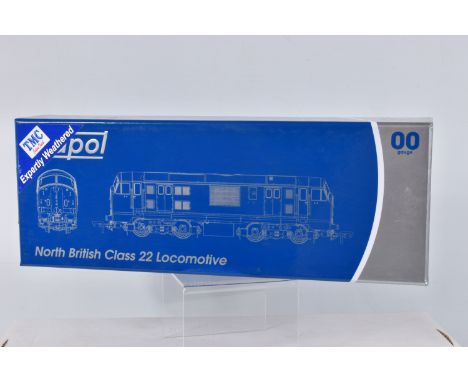 TMC
Expertly Weathered
apol
00
gauge
North British Class 22 Locomotive